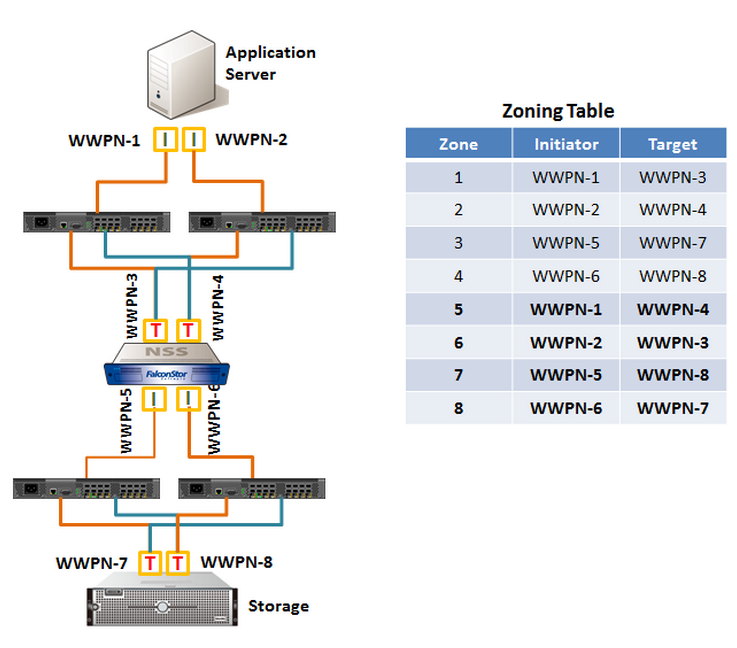 Application
Server
WWPN-1
I
I
WWPN-2
WWPN-3
WWPN-4
T
T
NSS
FalconStor
WWPN-5
I
I
WWPN-6
WWPN-7
T
T
WWPN-8
Storage
Zoning Table
Zone Initiator Target
1 WWPN-1 WWPN-3
2 WWPN-2 WWPN-4
3 WWPN-5 WWPN-7
4 WWPN-6 WWPN-8
5 WWPN-1 WWPN-4
6 WWPN-2 WWPN-3
7 WWPN-5 WWPN-8
8 WWPN-6 WWPN-7